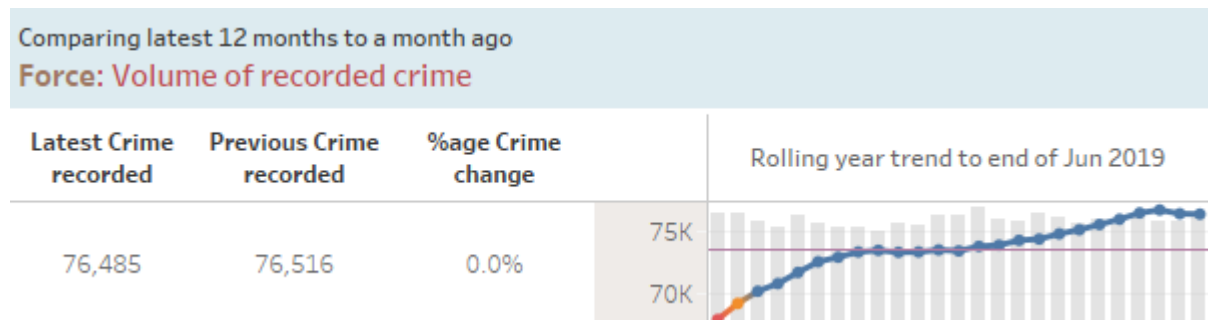 Comparing latest 12 months to a month ago
Force: Volume of recorded crime
Latest Crime recorded
Previous Crime recorded
%age Crime change
Rolling year trend to end of Jun 2019
76,485
76,516
0.0%
75K
70K